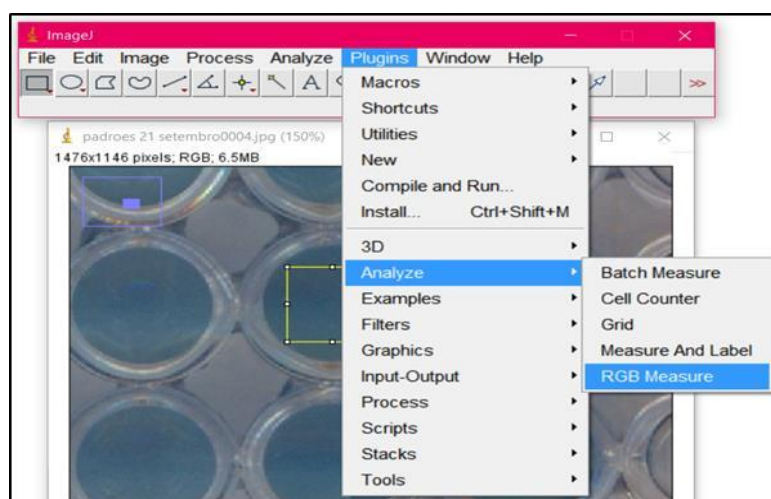 ImageJ
File Edit Image Process Analyze Plugins Window Help
padroes 21 setembro0004.jpg (150%)
1476x1146 pixels; RGB; 6.5MB
Macros
Shortcuts
Utilities
New
Compile and Run...
Install... Ctrl+Shift+M
3D
Analyze
Examples
Filters
Graphics
Input-Output
Process
Scripts
Stacks
Tools
Batch Measure
Cell Counter
Grid
Measure And Label
RGB Measure